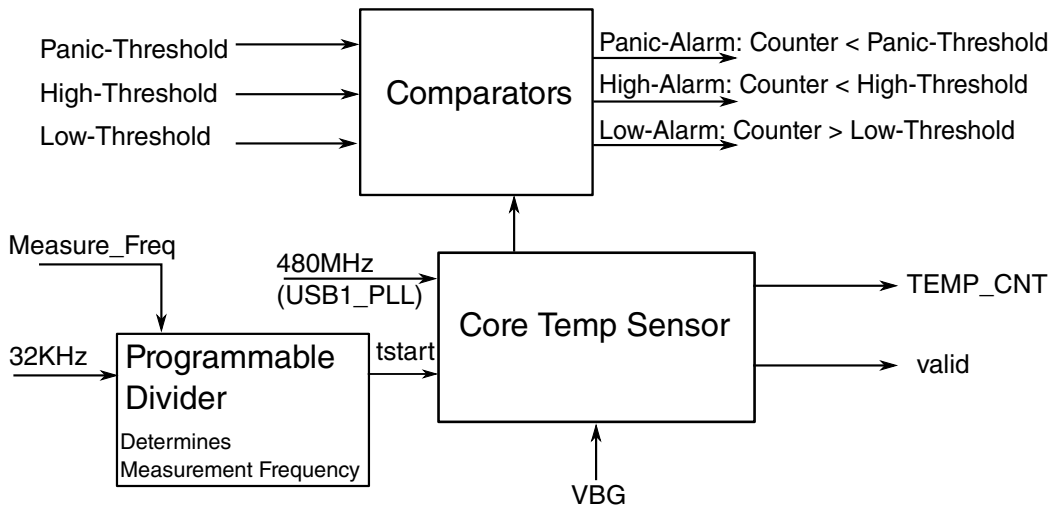 Panic-Threshold
High-Threshold
Low-Threshold
Comparators
Panic-Alarm: Counter < Panic-Threshold
High-Alarm: Counter < High-Threshold
Low-Alarm: Counter > Low-Threshold
Measure_Freq
32KHz
Programmable
Divider
Determines
Measurement Frequency
tstart
480MHz
(USB1_PLL)
Core Temp Sensor
TEMP_CNT
valid
VBG